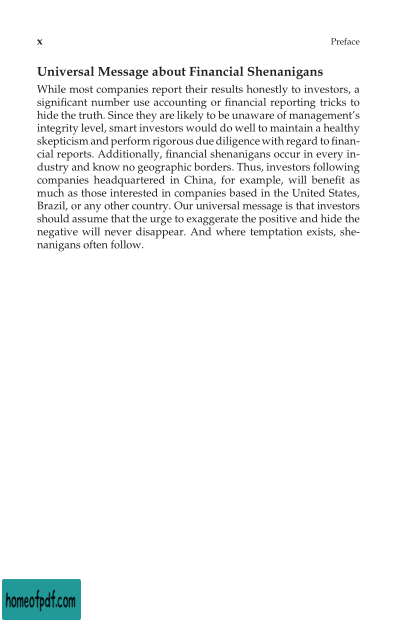 x Preface
Universal Message about Financial Shenanigans
While most companies report their results honestly to investors, a
significant number use accounting or financial reporting tricks to
hide the truth. Since they are likely to be unaware of management's
integrity level, smart investors would do well to maintain a healthy
skepticism and perform rigorous due diligence with regard to finan-
cial reports. Additionally, financial shenanigans occur in every in-
dustry and know no geographic borders. Thus, investors following
companies headquartered in China, for example, will benefit as
much as those interested in companies based in the United States,
Brazil, or any other country. Our universal message is that investors
should assume that the urge to exaggerate the positive and hide the
negative will never disappear. And where temptation exists, she-
nanigans often follow.
homeofpdf.com